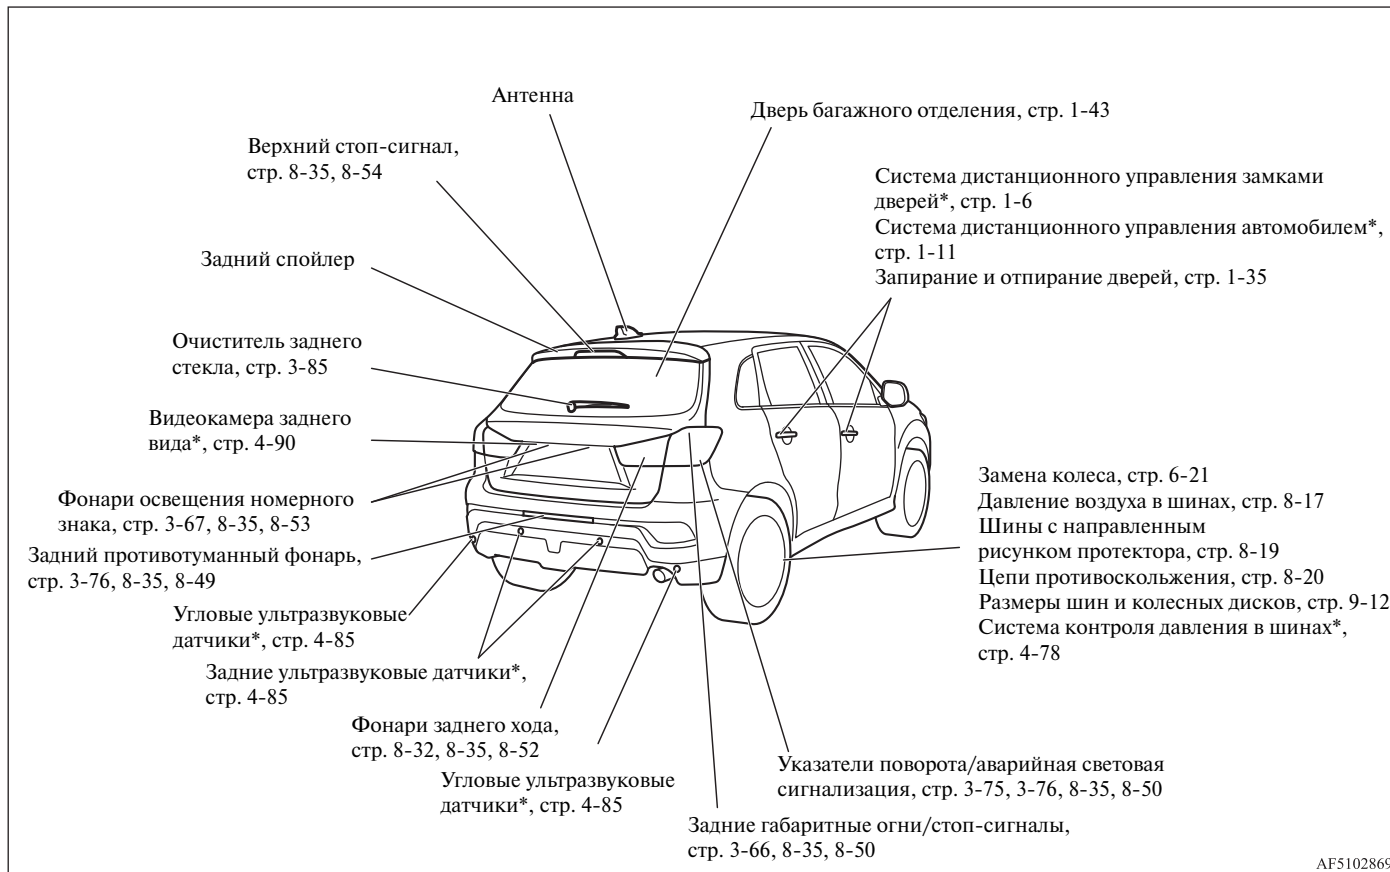 Антенна
Дверь багажного отделения, стр. 1-43
Верхний стоп-сигнал,
стр. 8-35, 8-54
Система дистанционного управления замками
дверей*, стр. 1-6
Система дистанционного управления автомобилем*,
стр. 1-11
Запирание и отпирание дверей, стр. 1-35
Задний спойлер
Очиститель заднего
стекла, стр. 3-85
Видеокамера заднего
вида*, стр. 4-90
Фонари освещения номерного
знака, стр. 3-67, 8-35, 8-53
Задний противотуманный фонарь,
стр. 3-76, 8-35, 8-49
Угловые ультразвуковые
датчики*, стр. 4-85
Задние ультразвуковые датчики*,
стр. 4-85
Фонари заднего хода,
стр. 8-32, 8-35, 8-52
Угловые ультразвуковые
датчики*, стр. 4-85
Замена колеса, стр. 6-21
Давление воздуха в шинах, стр. 8-17
Шины с направленным
рисунком протектора, стр. 8-19
Цепи противоскольжения, стр. 8-20
Размеры шин и колесных дисков, стр. 9-12
Система контроля давления в шинах*,
стр. 4-78
Указатели поворота/аварийная световая
сигнализация, стр. 3-75, 3-76, 8-35, 8-50
Задние габаритные огни/стоп-сигналы,
стр. 3-66, 8-35, 8-50
AF5102869